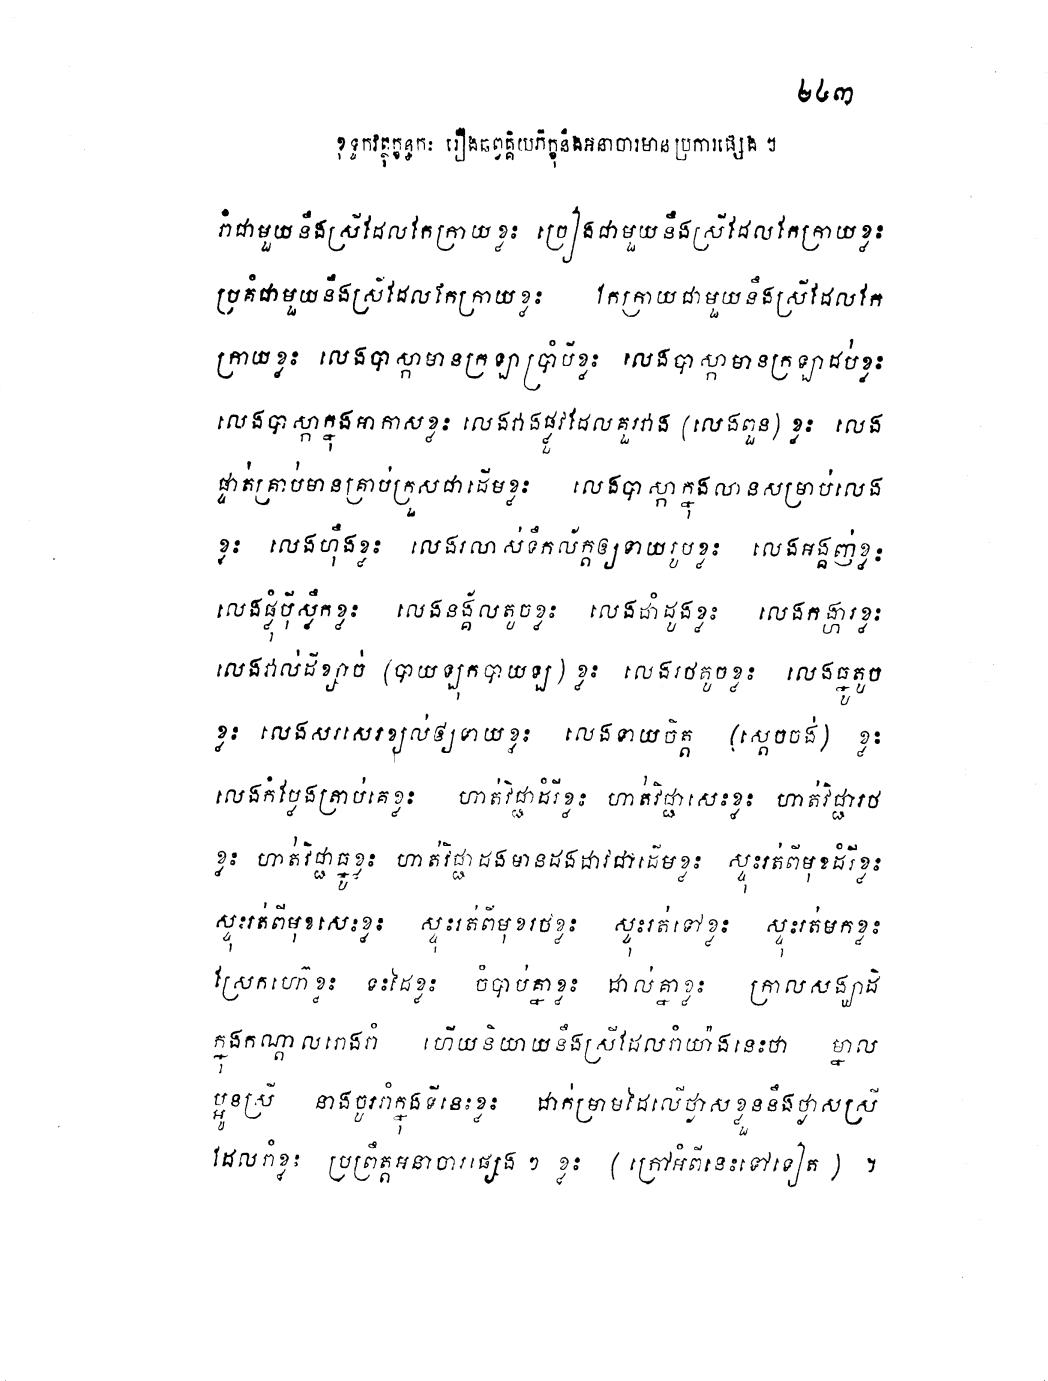 ២៤៣
ខុទ្ទកវត្ថុក្ខន្ធកៈ រឿងឆព្វគ្គិយភិក្ខុនឹងអនាចារមានប្រការផ្សេង ៗ
រាំជាមួយនឹងស្រីដែលតែក្រាយខ្លះ ច្រៀងជាមួយនឹងស្រីដែលតែក្រាយខ្លះ
ប្រគំជាមួយនឹងស្រីដែលតែក្រាយខ្លះ តែក្រាយជាមួយនឹងស្រីដែលតែ
ក្រាយខ្លះ លេងបាស្កាមានក្រឡាប្រាំបីខ្លះ លេងបាស្កាមានក្រឡាដប់ខ្លះ
លេងបាស្កាក្នុងអាកាសខ្លះ លេងវាងផ្លូវដែលគួរវាង (លេងពួន) ខ្លះ លេង
ផ្ទាត់គ្រាប់មានគ្រាប់ក្រួសជាដើមខ្លះ លេងបាស្កាក្នុងលានសម្រាប់លេង
ខ្លះ លេងហ៊ឹងខ្លះ លេងរលាស់ទឹកល័ក្តឲ្យទាយរូបខ្លះ លេងអង្គញ់ខ្លះ
លេងផ្លុំប៉ីស្លឹកខ្លះ លេងនង្គ័លតូចខ្លះ លេងដាំដូងខ្លះ លេងកង្ហារខ្លះ
លេងវាល់ដីខ្សាច់ (បាយឡុកបាយឡ) ខ្លះ លេងរថតូចខ្លះ លេងធ្នូតូច
ខ្លះ លេងសរសេរខ្យល់ឲ្យទាយខ្លះ លេងទាយចិត្ត (ស្តេចចង់) ខ្លះ
លេងកំប្លែងត្រាប់គេខ្លះ ហាត់វិជ្ជាដំរីខ្លះ ហាត់វិជ្ជាសេះខ្លះ ហាត់វិជ្ជារថ
ខ្លះ ហាត់វិជ្ជាធ្នូខ្លះ ហាត់វិជ្ជាដងមានដងដាវជាដើមខ្លះ ស្ទុះរត់ពីមុខដំរីខ្លះ
ស្ទុះរត់ពីមុខសេះខ្លះ ស្ទុះរត់ពីមុខរថខ្លះ ស្ទុះរត់ទៅខ្លះ ស្ទុះរត់មកខ្លះ
ស្រែកហ៊ោខ្លះ ទះដៃខ្លះ ចំបាប់គ្នាខ្លះ ដាល់គ្នាខ្លះ ក្រាលសង្ឃាដិ
ក្នុងកណ្តាលរោងរាំ ហើយនិយាយនឹងស្រីដែលរាំយ៉ាងនេះថា ម្នាល
ប្អូនស្រី នាងចូររាំក្នុងទីនេះខ្លះ ដាក់ម្រាមដៃលើថ្ងាសខ្លួននឹងថ្ងាសស្រី
ដែលរាំខ្លះ ប្រព្រឹត្តអនាចារផ្សេង ៗ ខ្លះ (ក្រៅអំពីនេះទៅទៀត) ។